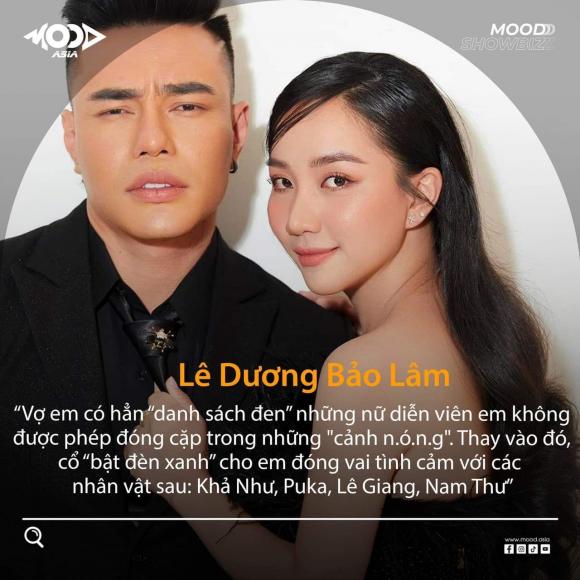 MOOD
ASIA
MOOD
SHOWBIZ
Lê Dương Bảo Lâm
“Vợ em có hẳn “danh sách đen” những nữ diễn viên em không
được phép đóng cặp trong những "cảnh n.ó.n.g". Thay vào đó,
cổ “bật đèn xanh” cho em đóng vai tình cảm với các
nhân vật sau: Khả Như, Puka, Lê Giang, Nam Thư”
www.mood.asia